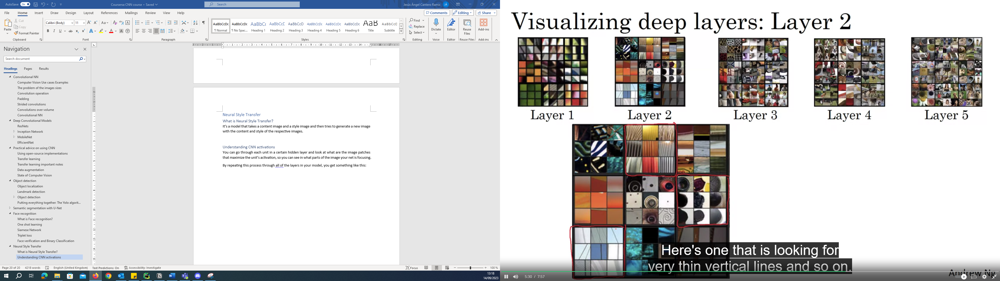 AutoSave On
Coursersa CNN course • Saved
Search
Jesús Ángel Cantero Ramis JÁ
File Home Insert Draw Design Layout References Mailings Review View Help
Comments Editing Share
Paste
Cut
Copy
Format Painter
Calibri (Body) 11
AaBbCcDc ¶ Normal
AaBbCcDc ¶ No Spac...
AaBbCc Heading 1
AaBbCcE Heading 2
AaBbCcD Heading 3
AaBbCcDc Heading 4
AaBbCcDc Heading 5
AaBbCcDc Heading 6
AaB Title
AaBbCcE Subtitle
Find
Replace
Select
Dictate
Editor
Reuse Files
Add-ins
Clipboard Font Paragraph Styles Editing Voice Editor Reuse Files Add-ins
Navigation
Search document
Headings Pages Results
Convolutional NN
Computer Vision Use cases Examples
The problem of the images sizes
Convolution operation
Padding
Strided convolutions
Convolutions over volume
Convolutional NN
Deep Convolutional Models
ResNets
Inception Network
MobileNet
EfficientNet
Practical advice on using CNN
Using open-source implementations
Transfer learning
Transfer learning important notes
Data augmentation
State of Computer Vision
Object detection
Object localization
Landmark detection
Object detection
Putting everything together: The Yolo algorit...
Semantic segmentation with U-Net
Face recognition
What is Face recognition?
One shot learning
Siamese Network
Triplet loss
Face verification and Binary Classification
Neural Style Transfer
What is Neural Style Transfer?
Understanding CNN activations
Neural Style Transfer
What is Neural Style Transfer?
It's a model that takes a content image and a style image and then tries to generate a new image
with the content and style of the respective images.
Understanding CNN activations
You can go through each unit in a certain hidden layer and look at what are the image patches
that maximize the unit's activation, so you can see in what parts of the image your net is focusing.
By repeating this process through all of the layers in your model, you get something like this:
Page 20 of 20 4218 words English (United Kingdom) Text Predictions: On Accessibility: Investigate
Focus 100 %
13:18
14/09/2023
Visualizing deep layers: Layer 2
Layer 1 Layer 2 Layer 3 Layer 4 Layer 5
Here's one that is looking for
very thin vertical lines and so on.
Andrew Ng
5:30 / 7:57